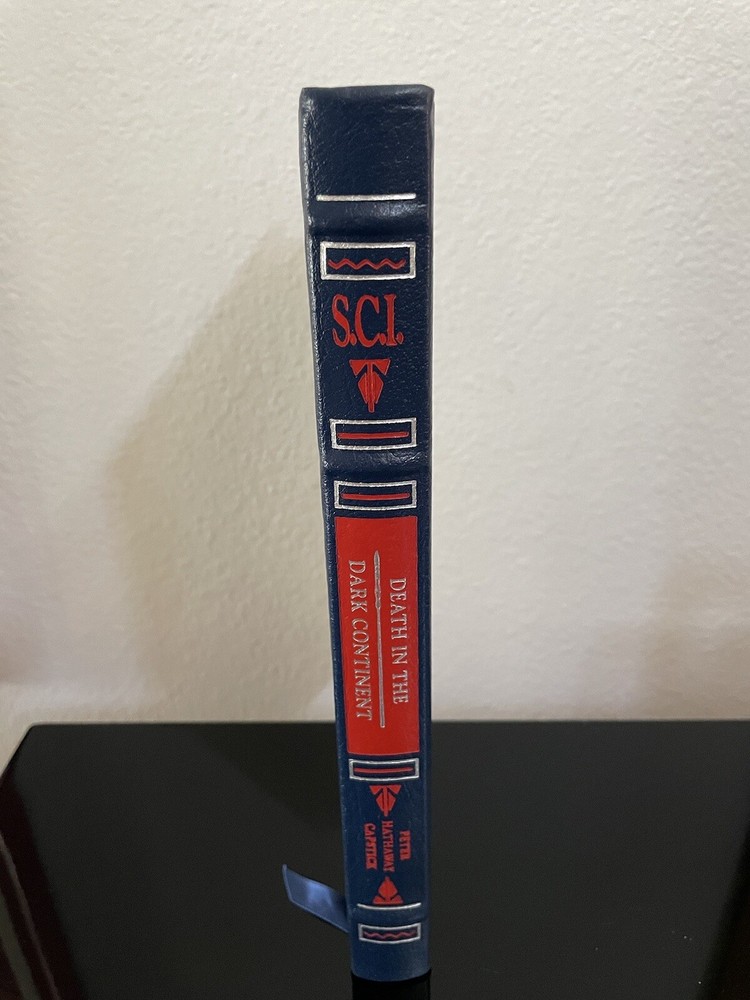 S.C.I.
DEATH IN THE
DARK CONTINENT
PETER
HATHAWAY
CAPSTICK